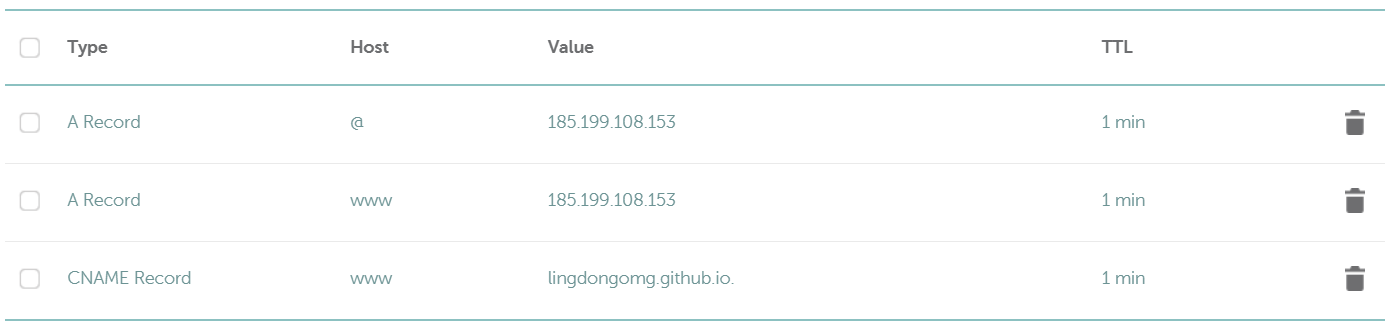 Type Host Value TTL
A Record @ 185.199.108.153 1 min
A Record www 185.199.108.153 1 min
CNAME Record www lingdongomg.github.io. 1 min